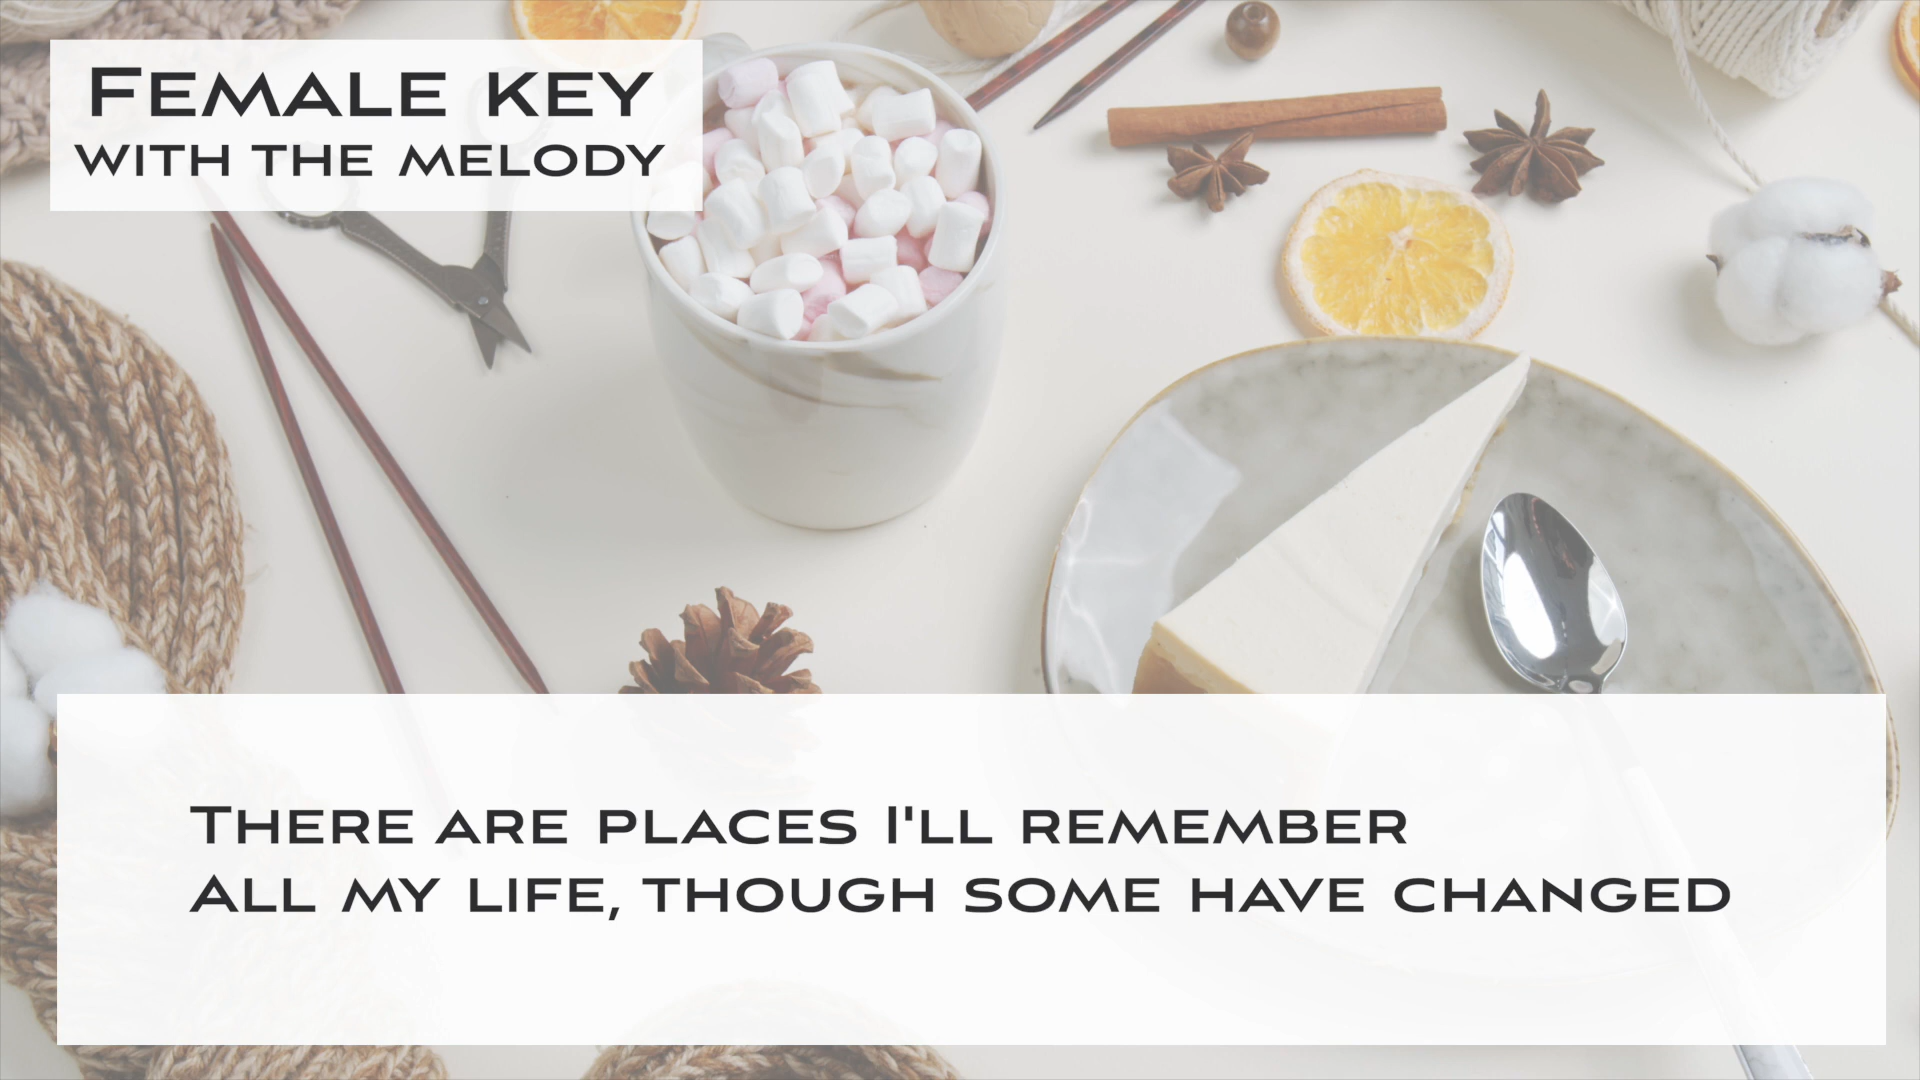 Female key
with the melody
There are places I'll remember
All my life, though some have changed